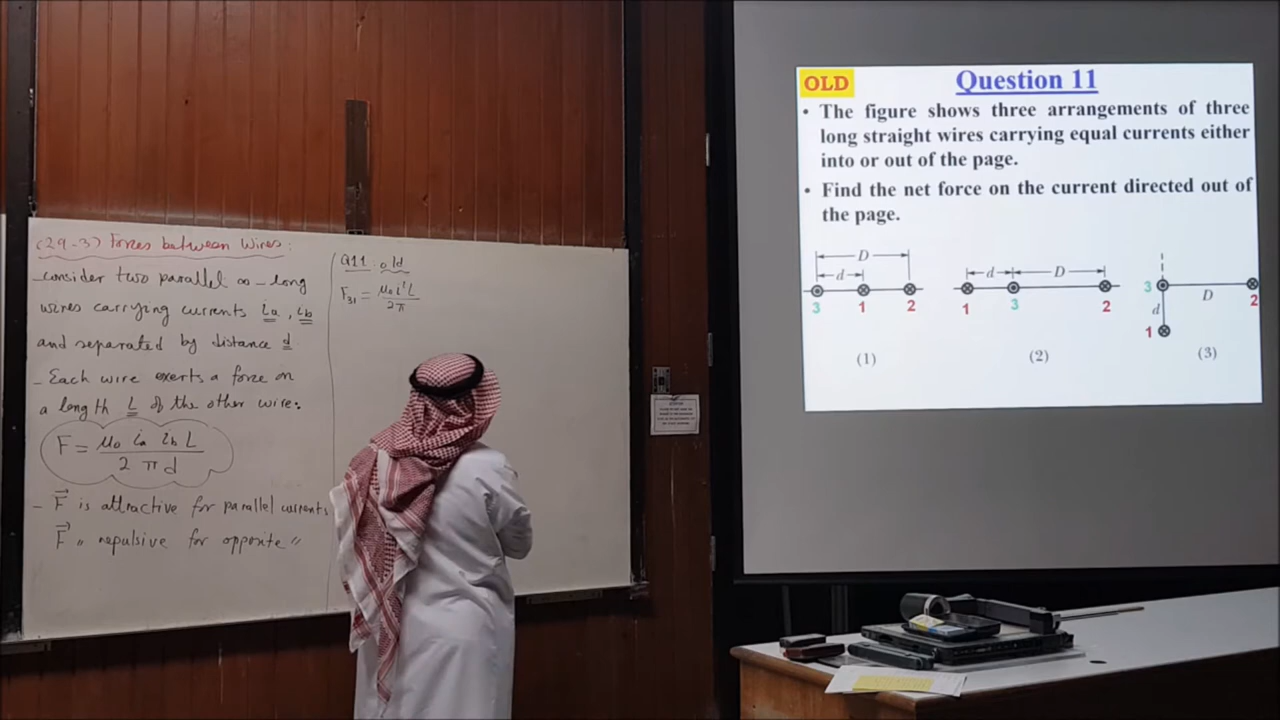 (29-3) Forces between Wires:
-consider two parallel ∞-long
wires carrying currents ia, ib
and separated by distance d
- Each wire exerts a force on
a length L of the other wire:
F = μ0 ia ib L / 2 π d
- F⃗ is attractive for parallel currents
F⃗ " repulsive for opposite "
Q11: old
F31 = μ0 i² L / 2π
OLD
Question 11
• The figure shows three arrangements of three
long straight wires carrying equal currents either
into or out of the page.
• Find the net force on the current directed out of
the page.
D
d
3 1 2
(1)
d D
1 3 2
(2)
3
D
2
d
1
(3)